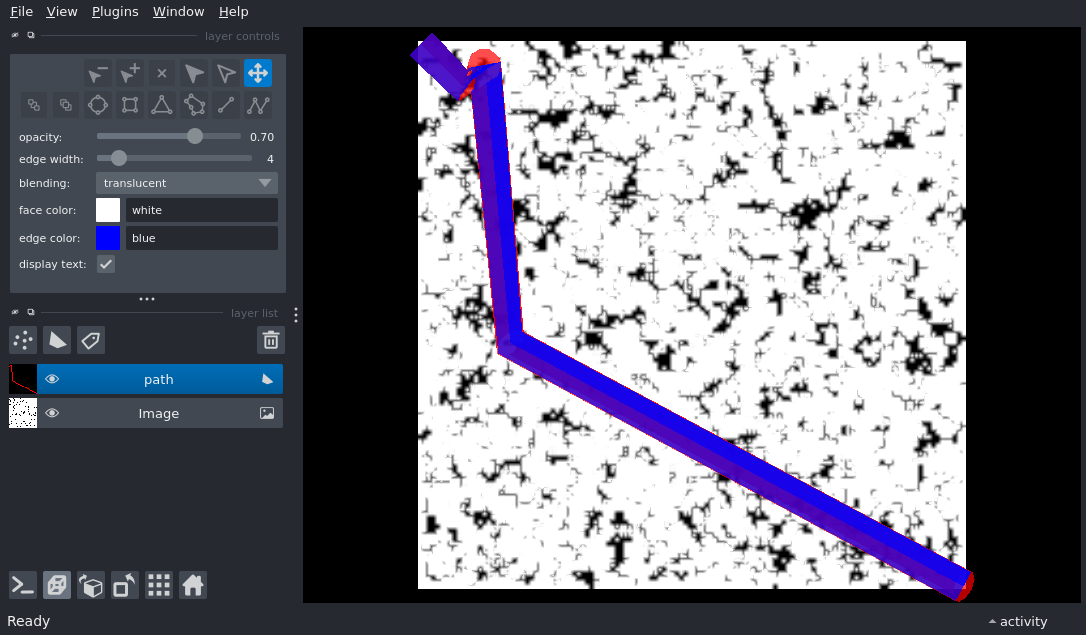 File View Plugins Window Help
layer controls
opacity: 0.70
edge width: 4
blending: translucent
face color: white
edge color: blue
display text:
layer list
path
Image
Ready
activity